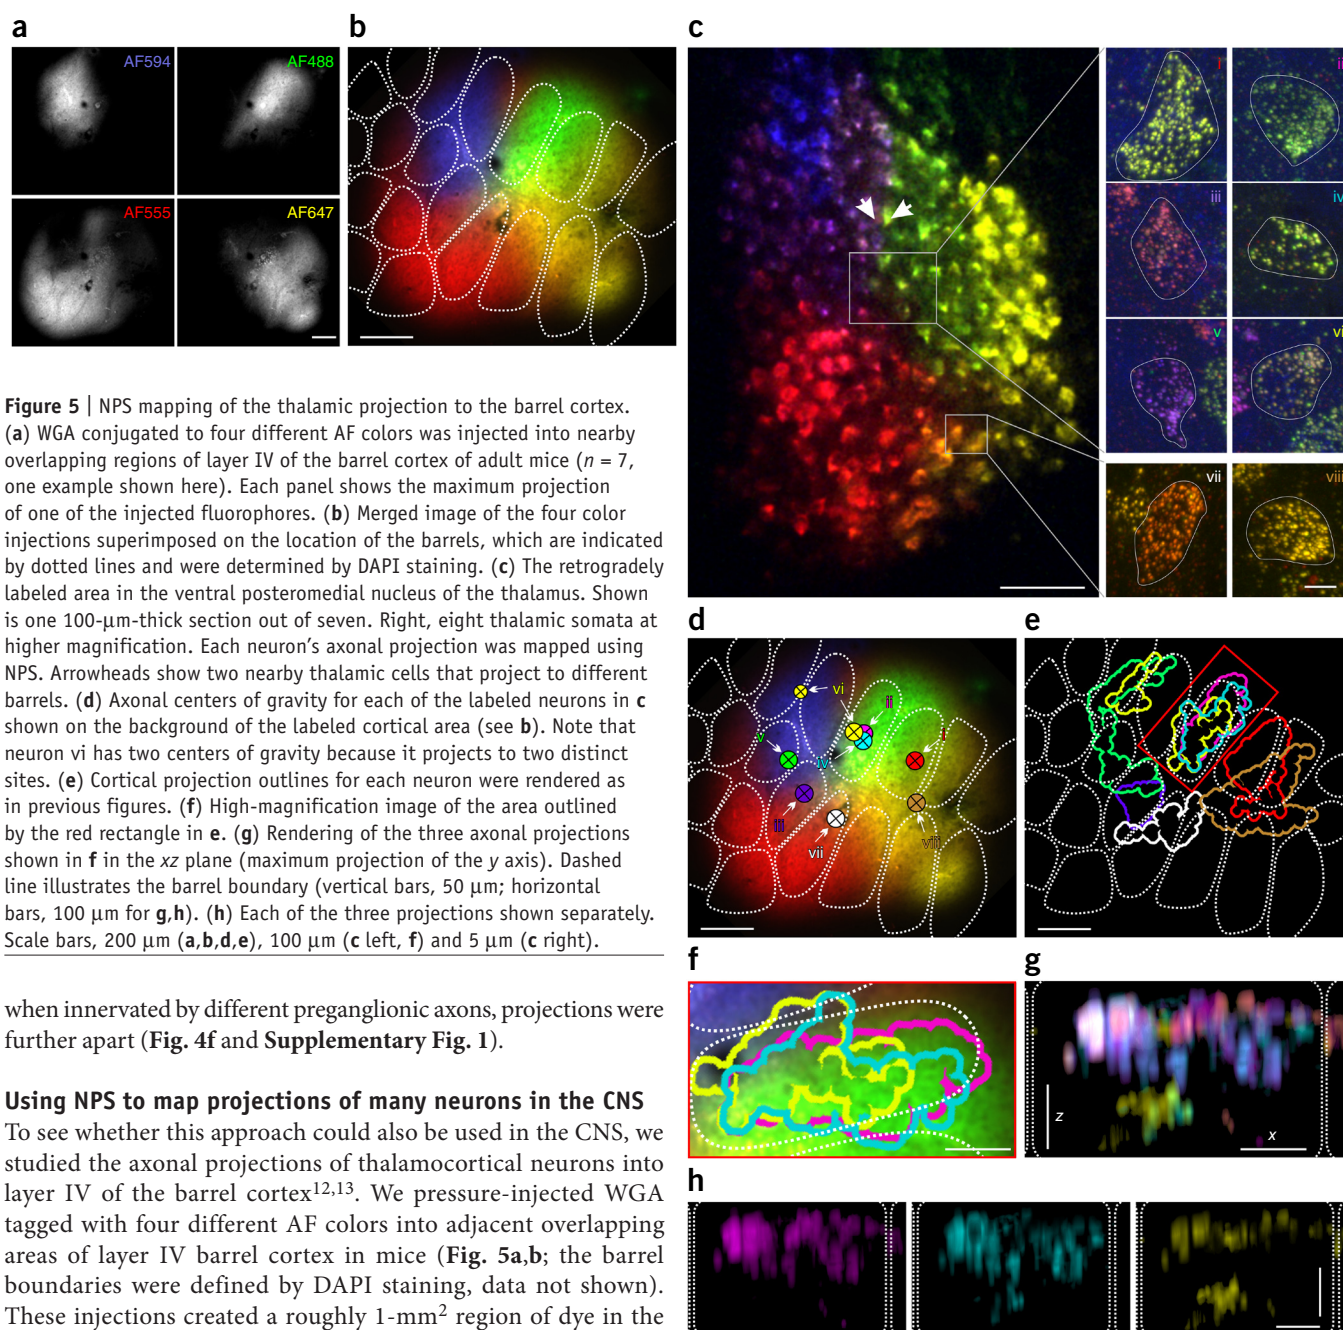 a
b
c
AF594
AF488
AF555
AF647
i
ii
iii
iv
v
vi
vii
viii
Figure 5 | NPS mapping of the thalamic projection to the barrel cortex.
(a) WGA conjugated to four different AF colors was injected into nearby
overlapping regions of layer IV of the barrel cortex of adult mice (n = 7,
one example shown here). Each panel shows the maximum projection
of one of the injected fluorophores. (b) Merged image of the four color
injections superimposed on the location of the barrels, which are indicated
by dotted lines and were determined by DAPI staining. (c) The retrogradely
labeled area in the ventral posteromedial nucleus of the thalamus. Shown
is one 100-μm-thick section out of seven. Right, eight thalamic somata at
higher magnification. Each neuron's axonal projection was mapped using
NPS. Arrowheads show two nearby thalamic cells that project to different
barrels. (d) Axonal centers of gravity for each of the labeled neurons in c
shown on the background of the labeled cortical area (see b). Note that
neuron vi has two centers of gravity because it projects to two distinct
sites. (e) Cortical projection outlines for each neuron were rendered as
in previous figures. (f) High-magnification image of the area outlined
by the red rectangle in e. (g) Rendering of the three axonal projections
shown in f in the xz plane (maximum projection of the y axis). Dashed
line illustrates the barrel boundary (vertical bars, 50 μm; horizontal
bars, 100 μm for g,h). (h) Each of the three projections shown separately.
Scale bars, 200 μm (a,b,d,e), 100 μm (c left, f) and 5 μm (c right).
d
e
vi
ii
v
i
iv
iii
vii
viii
f
g
z
x
h
when innervated by different preganglionic axons, projections were
further apart (Fig. 4f and Supplementary Fig. 1).
Using NPS to map projections of many neurons in the CNS
To see whether this approach could also be used in the CNS, we
studied the axonal projections of thalamocortical neurons into
layer IV of the barrel cortex12,13. We pressure-injected WGA
tagged with four different AF colors into adjacent overlapping
areas of layer IV barrel cortex in mice (Fig. 5a,b; the barrel
boundaries were defined by DAPI staining, data not shown).
These injections created a roughly 1-mm2 region of dye in the